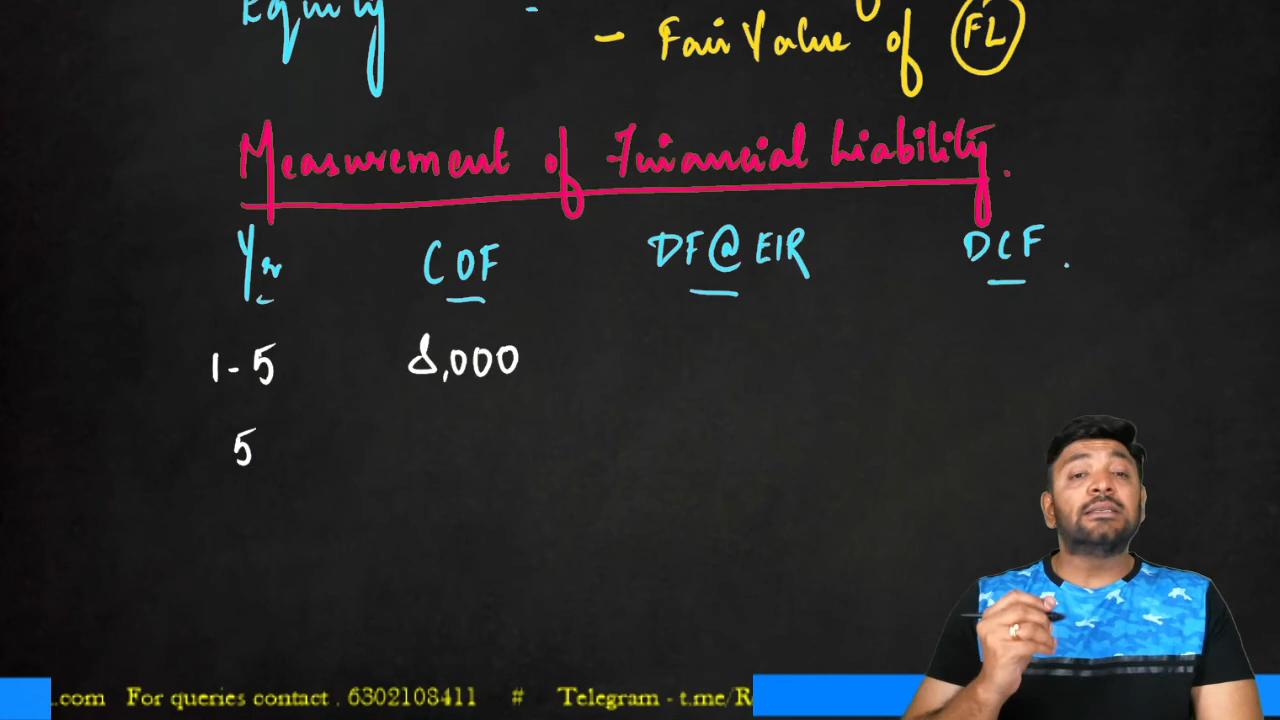 Equity -
- Fair Value of FL
Measurement of Financial Liability.
Yr COF DF@EIR DCF.
1-5 8,000
5
.com For queries contact . 6302108411 # Telegram - t.me/R